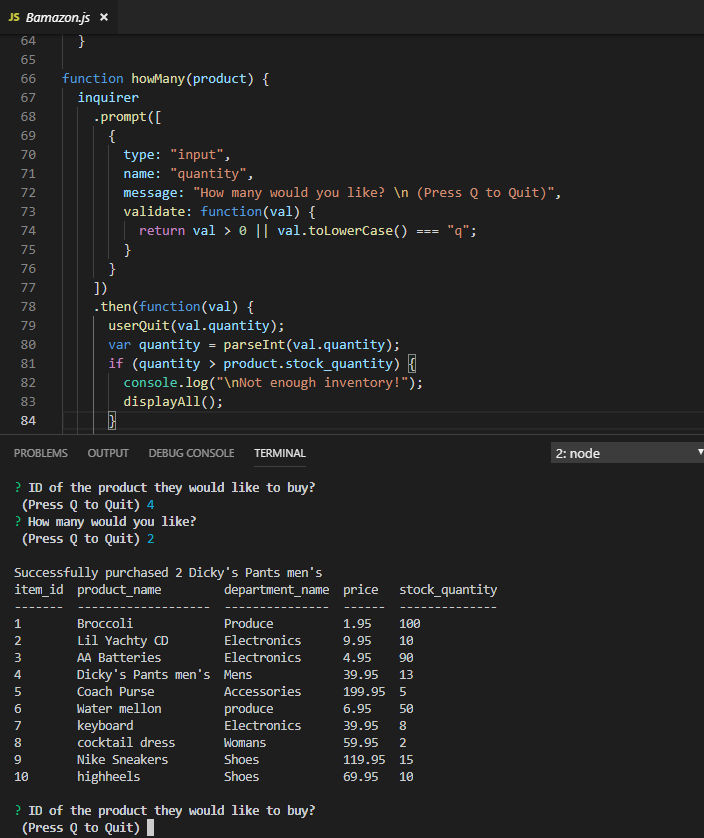 JS Bamazon.js ×
64 }
65
66 function howMany(product) {
67 inquirer
68 .prompt([
69 {
70 type: "input",
71 name: "quantity",
72 message: "How many would you like? \n (Press Q to Quit)",
73 validate: function(val) {
74 return val > 0 || val.toLowerCase() === "q";
75 }
76 }
77 ])
78 .then(function(val) {
79 userQuit(val.quantity);
80 var quantity = parseInt(val.quantity);
81 if (quantity > product.stock_quantity) {
82 console.log("\nNot enough inventory!");
83 displayAll();
84 }
PROBLEMS OUTPUT DEBUG CONSOLE TERMINAL 2: node
? ID of the product they would like to buy?
(Press Q to Quit) 4
? How many would you like?
(Press Q to Quit) 2
Successfully purchased 2 Dicky's Pants men's
item_id product_name department_name price stock_quantity
------- ------------------- --------------- ------ --------------
1 Broccoli Produce 1.95 100
2 Lil Yachty CD Electronics 9.95 10
3 AA Batteries Electronics 4.95 90
4 Dicky's Pants men's Mens 39.95 13
5 Coach Purse Accessories 199.95 5
6 Water mellon produce 6.95 50
7 keyboard Electronics 39.95 8
8 cocktail dress Womans 59.95 2
9 Nike Sneakers Shoes 119.95 15
10 highheels Shoes 69.95 10
? ID of the product they would like to buy?
(Press Q to Quit)